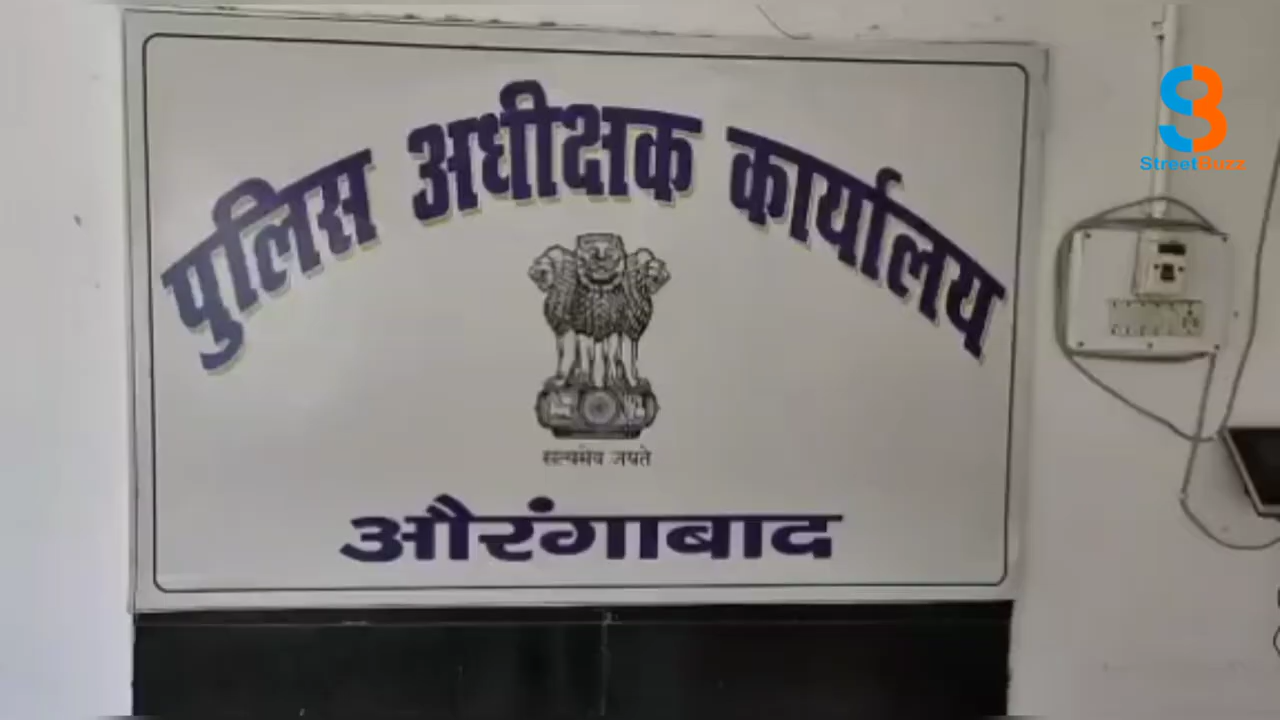 StreetBuzz
पुलिस अधीक्षक कार्यालय
सत्यमेव जयते
औरंगाबाद